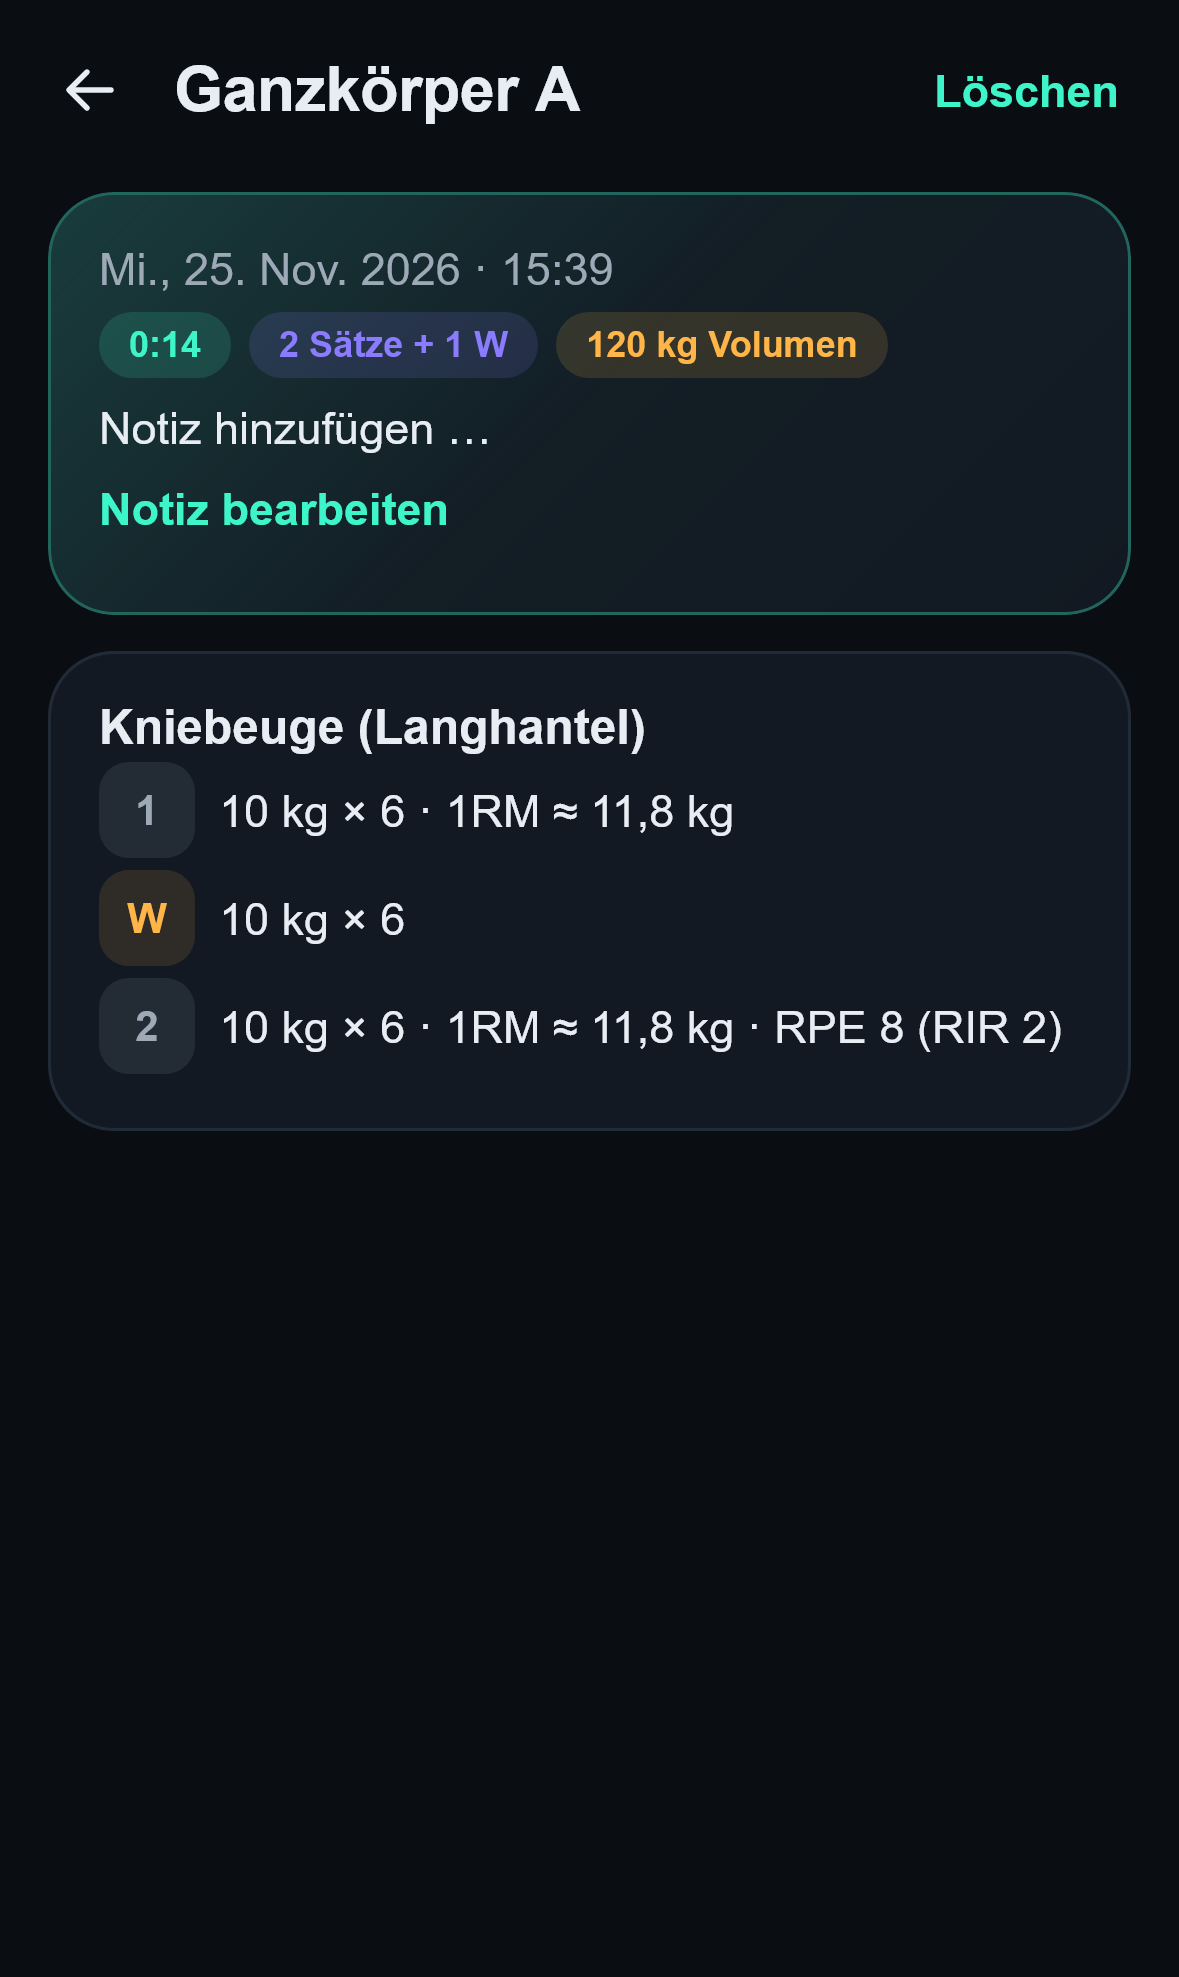 Ganzkörper A
Löschen
Mi., 25. Nov. 2026 · 15:39
0:14
2 Sätze + 1 W
120 kg Volumen
Notiz hinzufügen …
Notiz bearbeiten
Kniebeuge (Langhantel)
1 10 kg × 6 · 1RM ≈ 11,8 kg
W 10 kg × 6
2 10 kg × 6 · 1RM ≈ 11,8 kg · RPE 8 (RIR 2)